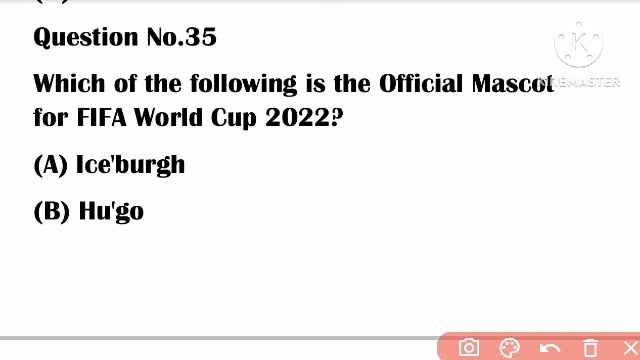 Question No.35
K
KINEMASTER
Which of the following is the Official Mascot
for FIFA World Cup 2022?
(A) Ice'burgh
(B) Hu'go